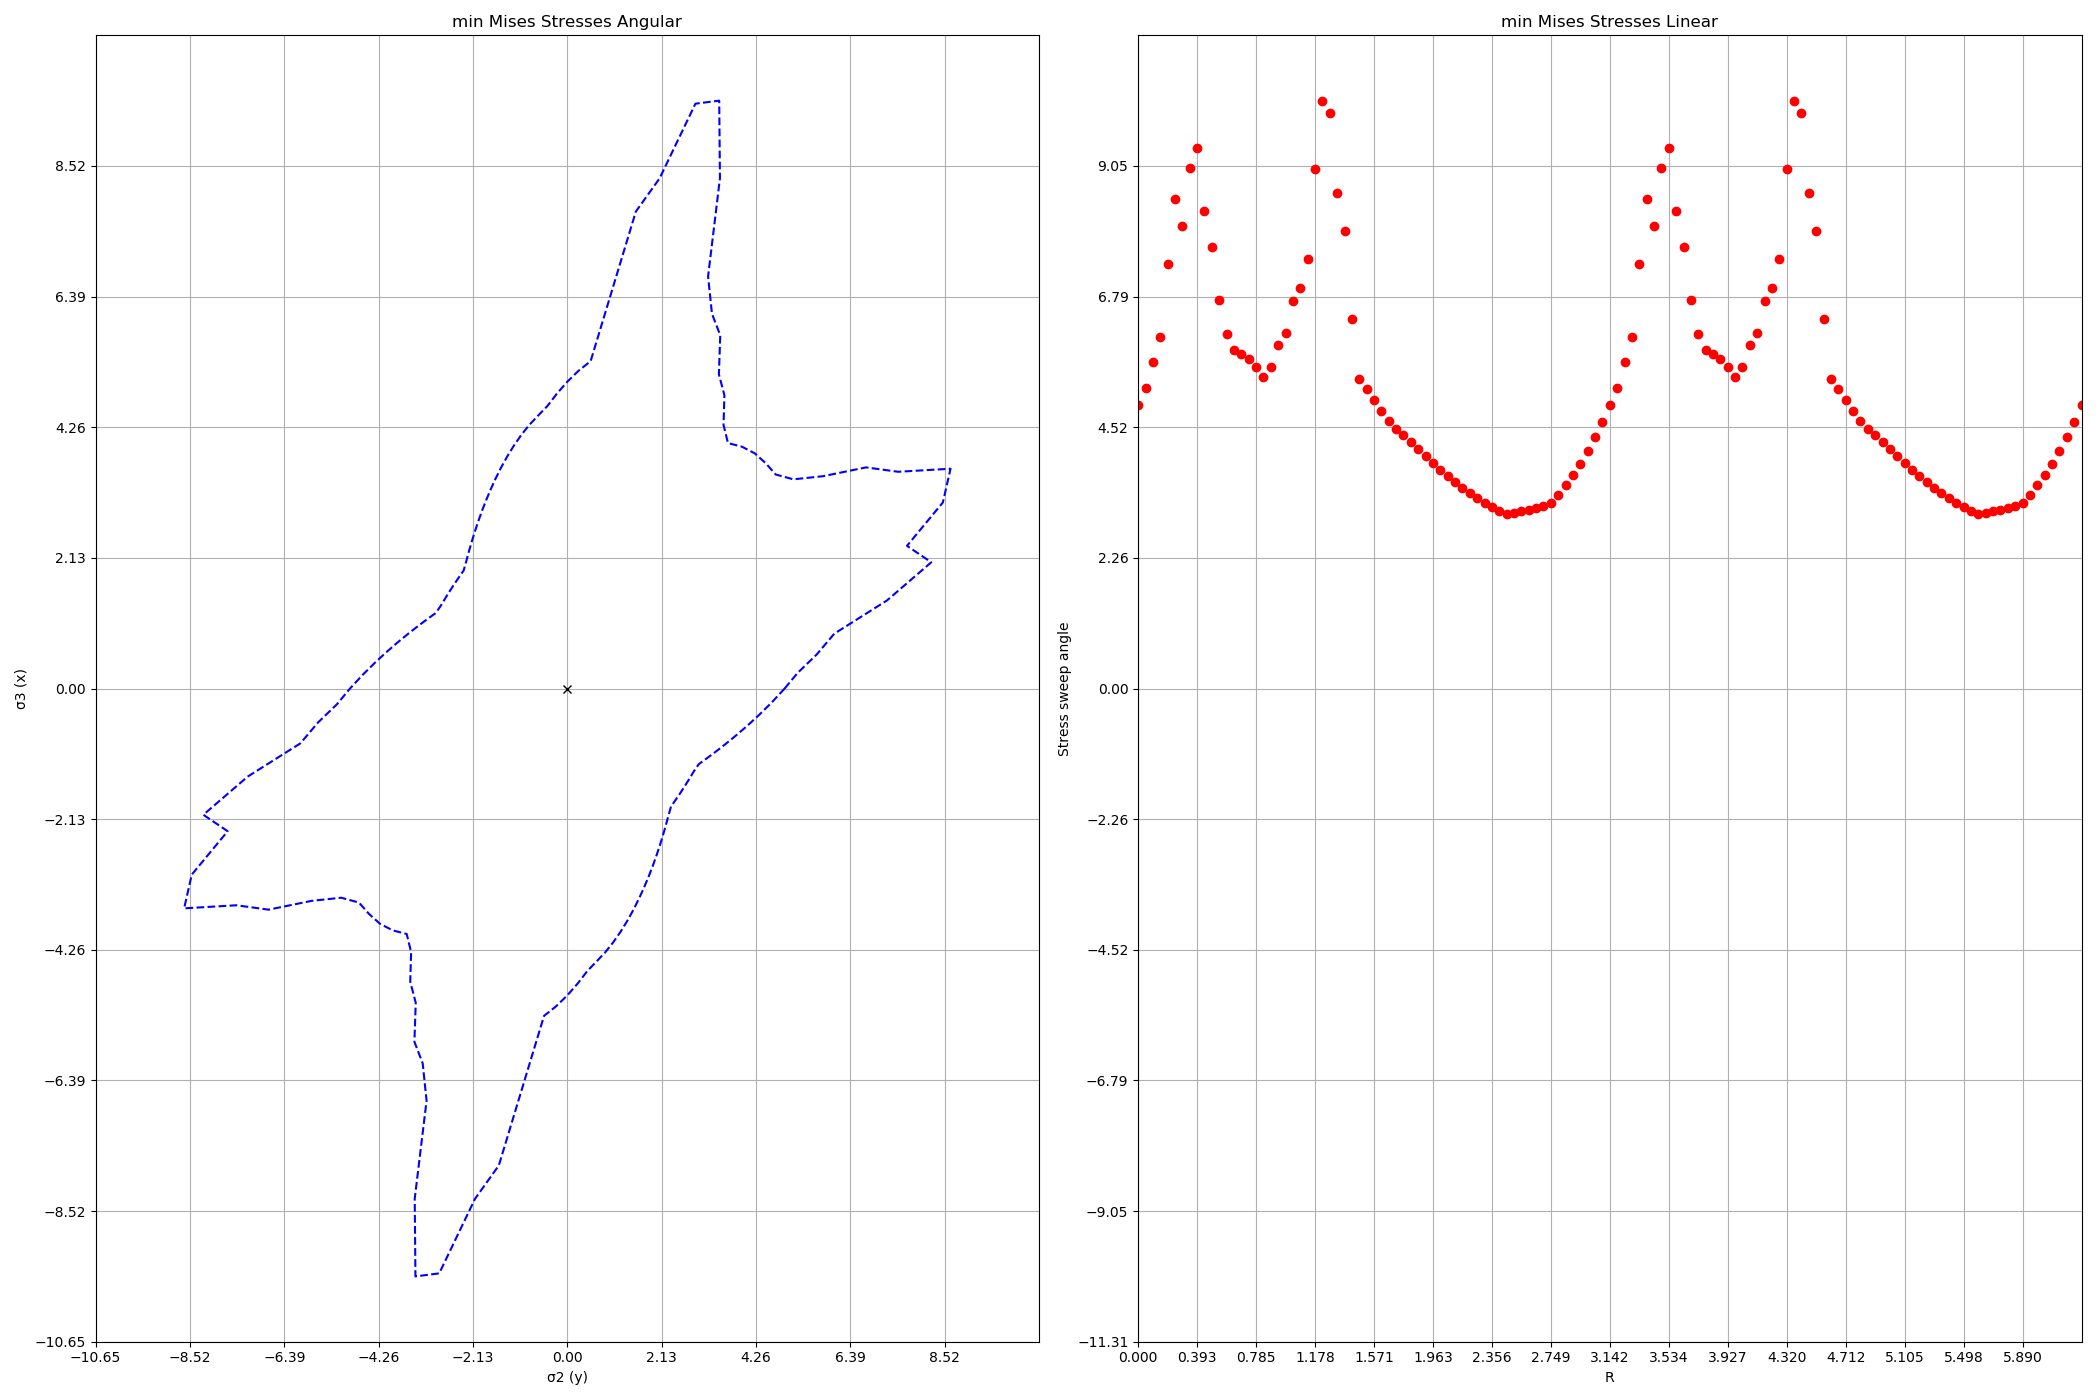 min Mises Stresses Angular
8.52
6.39
4.26
2.13
0.00
−2.13
−4.26
−6.39
−8.52
−10.65
σ3 (x)
−10.65 −8.52 −6.39 −4.26 −2.13 0.00 2.13 4.26 6.39 8.52
σ2 (y)
min Mises Stresses Linear
9.05
6.79
4.52
2.26
0.00
−2.26
−4.52
−6.79
−9.05
−11.31
Stress sweep angle
0.000 0.393 0.785 1.178 1.571 1.963 2.356 2.749 3.142 3.534 3.927 4.320 4.712 5.105 5.498 5.890
R